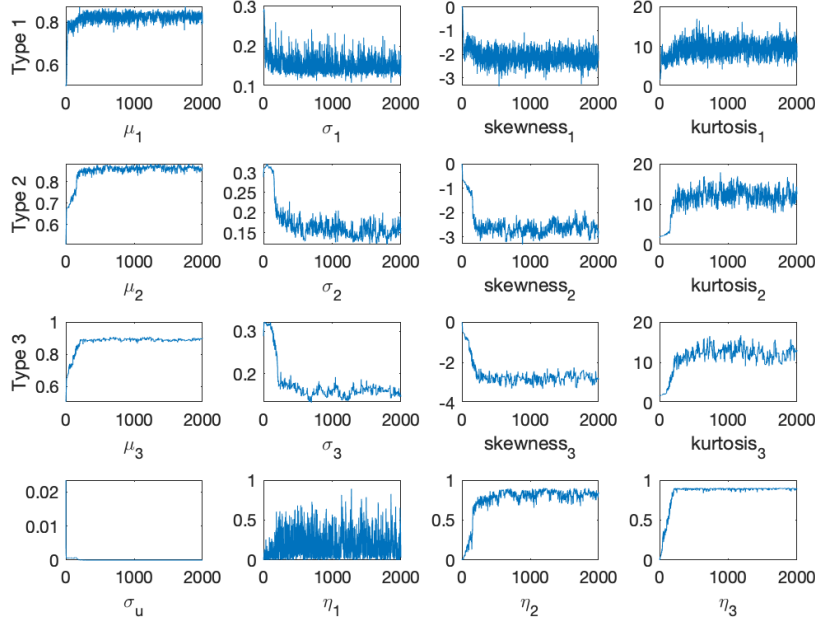 Type 1
0.8
0.6
0 1000 2000
μ1
0.3
0.2
0.1
0 1000 2000
σ1
0
-1
-2
-3
0 1000 2000
skewness1
20
10
0
0 1000 2000
kurtosis1
Type 2
0.8
0.7
0.6
0 1000 2000
μ2
0.3
0.2
0.15
0 1000 2000
σ2
0
-1
-2
-3
0 1000 2000
skewness2
20
10
0
0 1000 2000
kurtosis2
Type 3
1
0.8
0.6
0 1000 2000
μ3
0.3
0.2
0 1000 2000
σ3
0
-2
-4
0 1000 2000
skewness3
20
10
0
0 1000 2000
kurtosis3
0.02
0.01
0
0 1000 2000
σu
1
0.5
0
0 1000 2000
η1
1
0.5
0
0 1000 2000
η2
1
0.5
0
0 1000 2000
η3